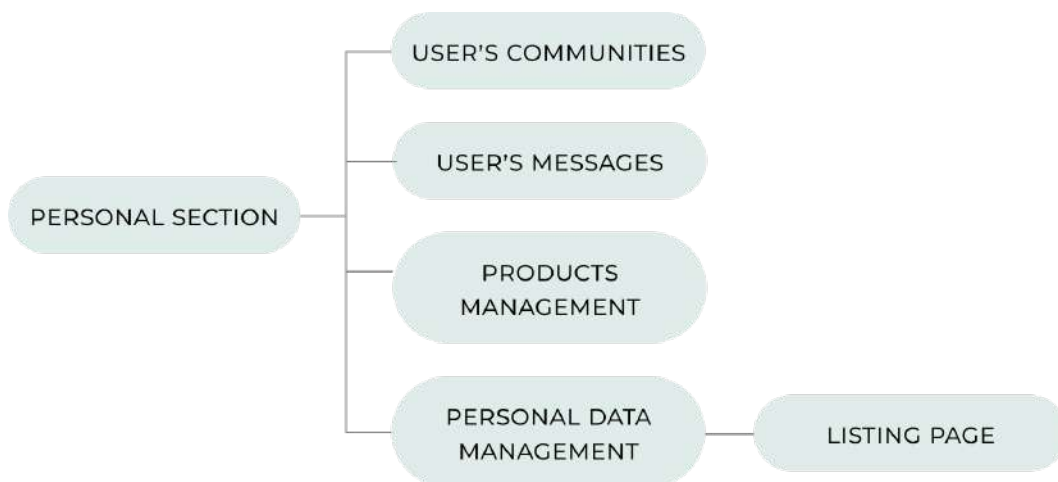 USER’S COMMUNITIES
USER’S MESSAGES
PERSONAL SECTION
PRODUCTS
MANAGEMENT
PERSONAL DATA
MANAGEMENT
LISTING PAGE